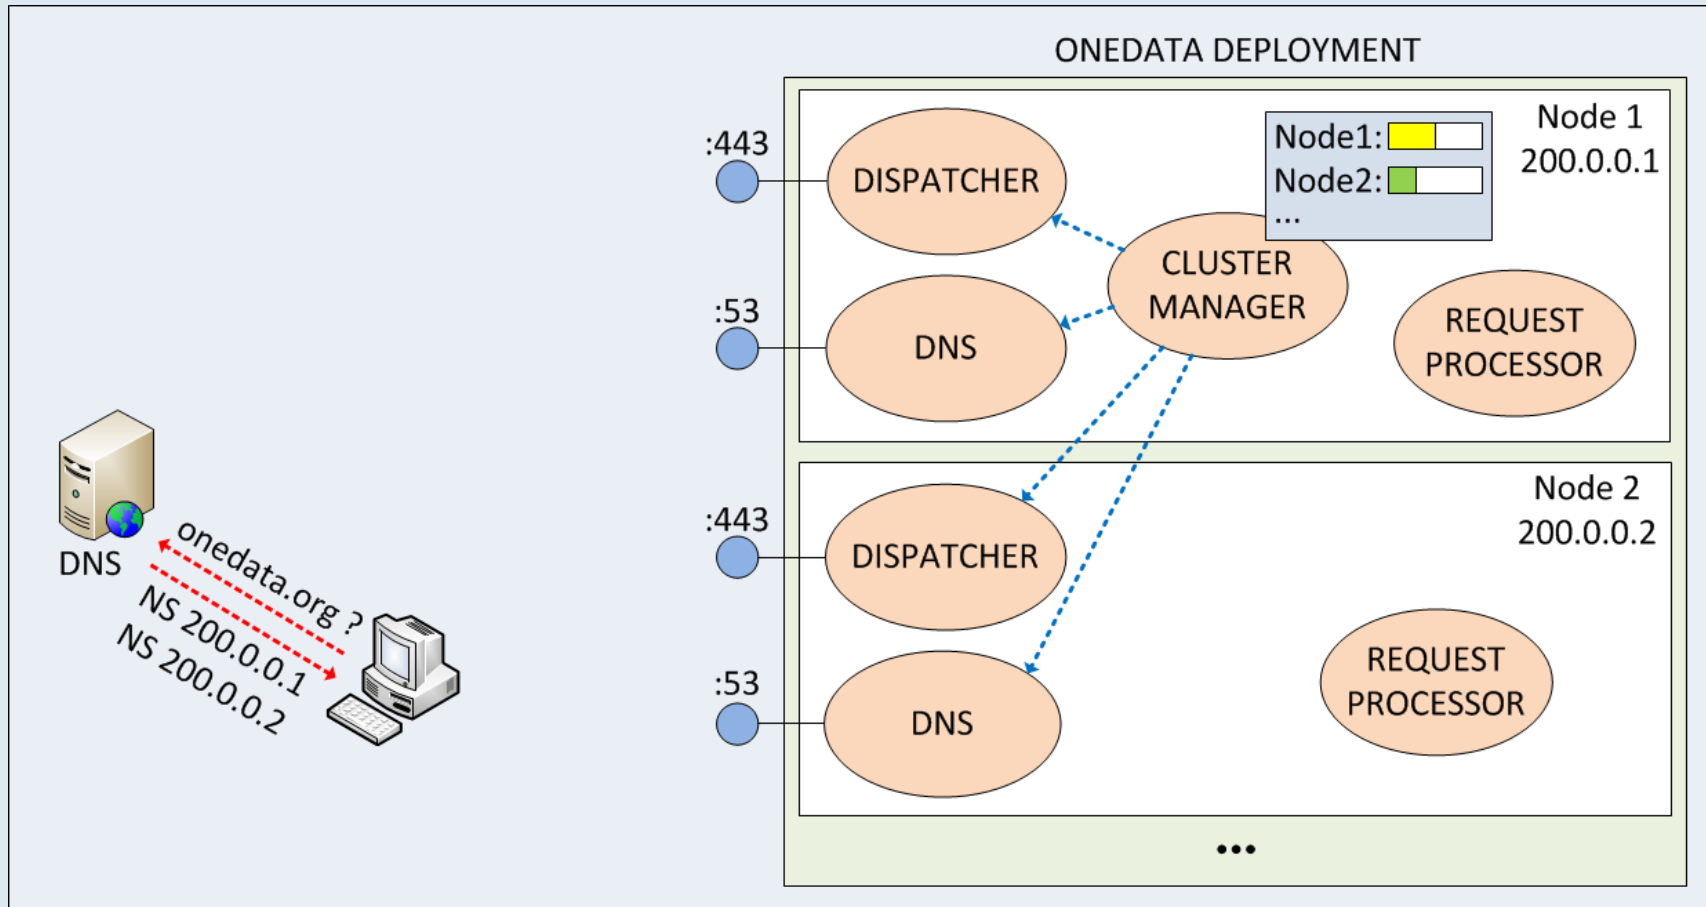 ONEDATA DEPLOYMENT
Node 1
200.0.0.1
Node1:
Node2:
...
:443
DISPATCHER
CLUSTER
MANAGER
:53
DNS
REQUEST
PROCESSOR
Node 2
200.0.0.2
:443
DISPATCHER
:53
DNS
REQUEST
PROCESSOR
...
DNS
onedata.org ?
NS 200.0.0.1
NS 200.0.0.2